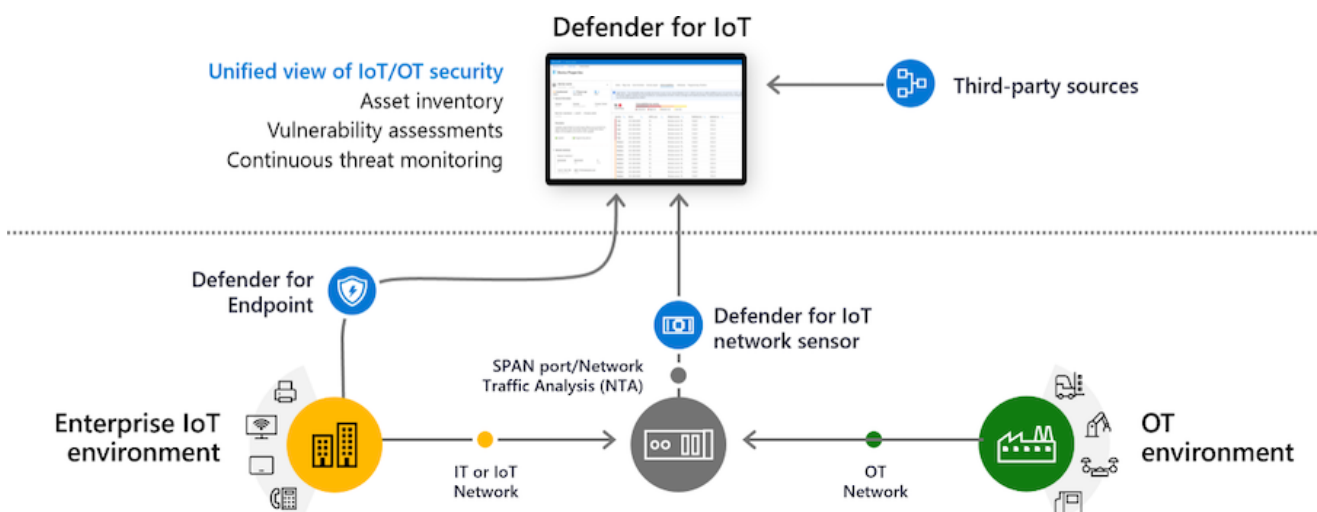 Defender for IoT
Unified view of IoT/OT security
Asset inventory
Vulnerability assessments
Continuous threat monitoring
Third-party sources
Defender for
Endpoint
Defender for IoT
network sensor
SPAN port/Network
Traffic Analysis (NTA)
Enterprise IoT
environment
IT or IoT
Network
OT
Network
OT
environment